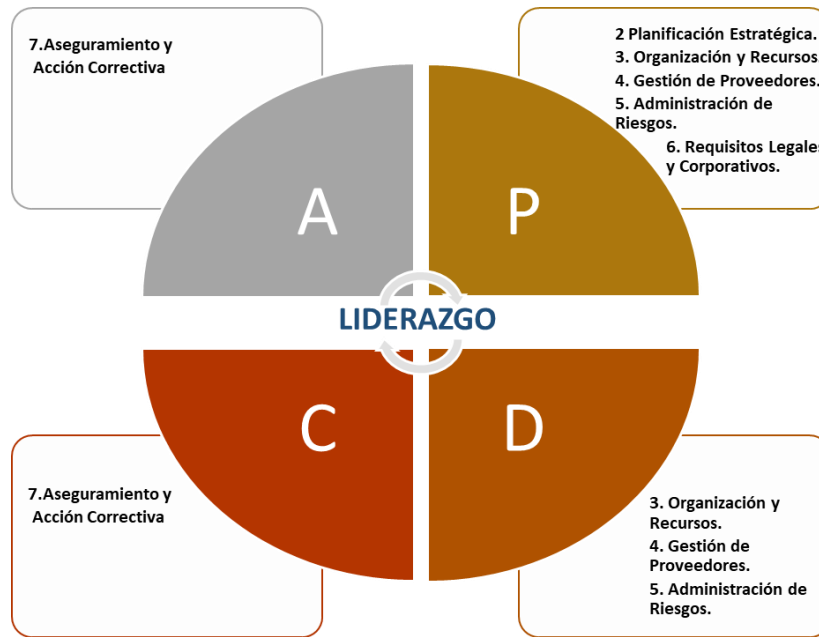 7.Aseguramiento y
Acción Correctiva
2 Planificación Estratégica.
3. Organización y Recursos.
4. Gestión de Proveedores.
5. Administración de
Riesgos.
6. Requisitos Legales
y Corporativos.
A
P
LIDERAZGO
C
D
7.Aseguramiento y
Acción Correctiva
3. Organización y
Recursos.
4. Gestión de
Proveedores.
5. Administración de
Riesgos.